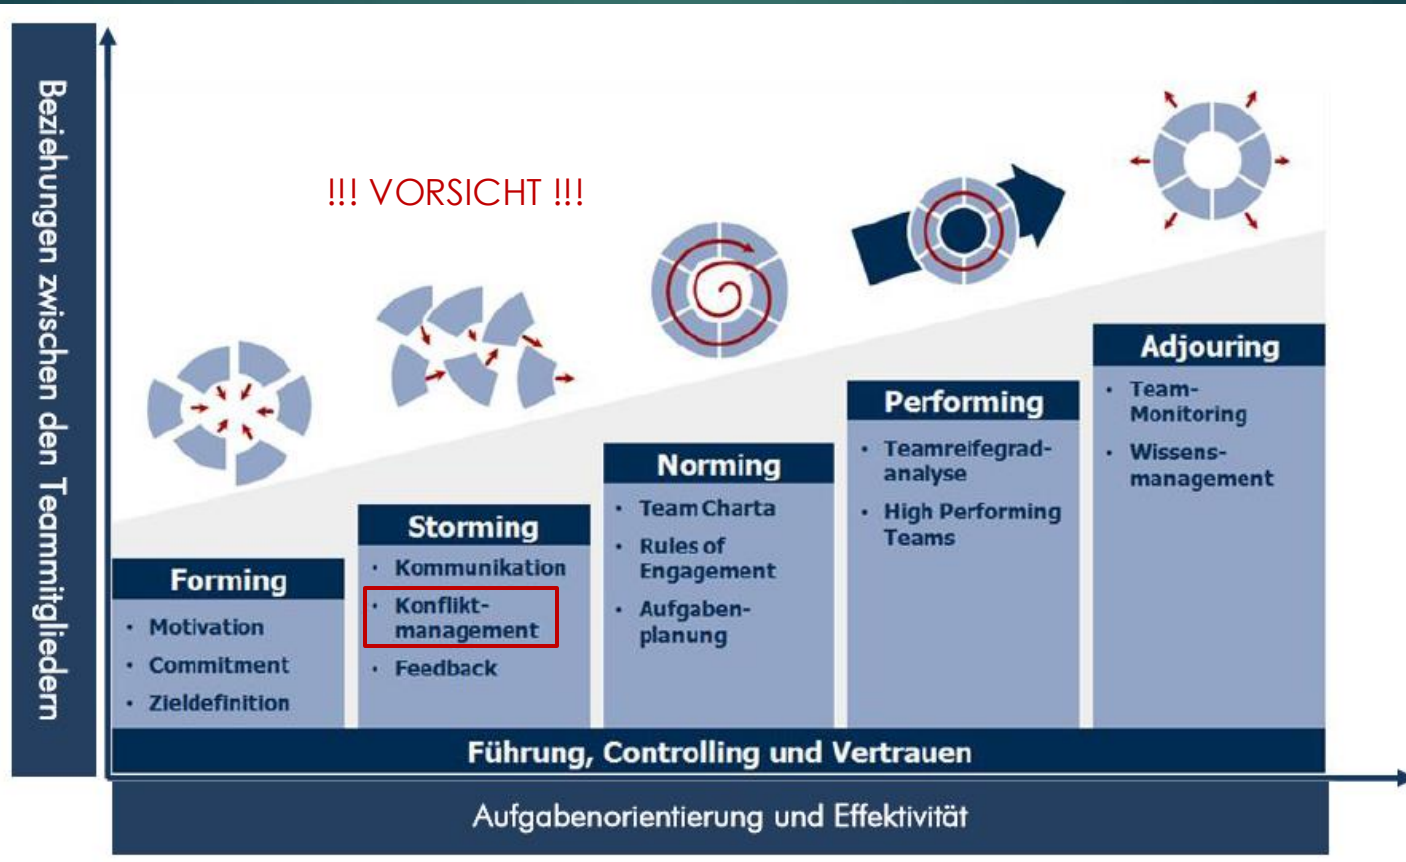 Beziehungen zwischen den Teammitgliedern
!!! VORSICHT !!!
Forming
• Motivation
• Commitment
• Zieldefinition
Storming
• Kommunikation
• Konflikt-
management
• Feedback
Norming
• Team Charta
• Rules of
Engagement
• Aufgaben-
planung
Performing
• Teamreifegrad-
analyse
• High Performing
Teams
Adjouring
• Team-
Monitoring
• Wissens-
management
Führung, Controlling und Vertrauen
Aufgabenorientierung und Effektivität